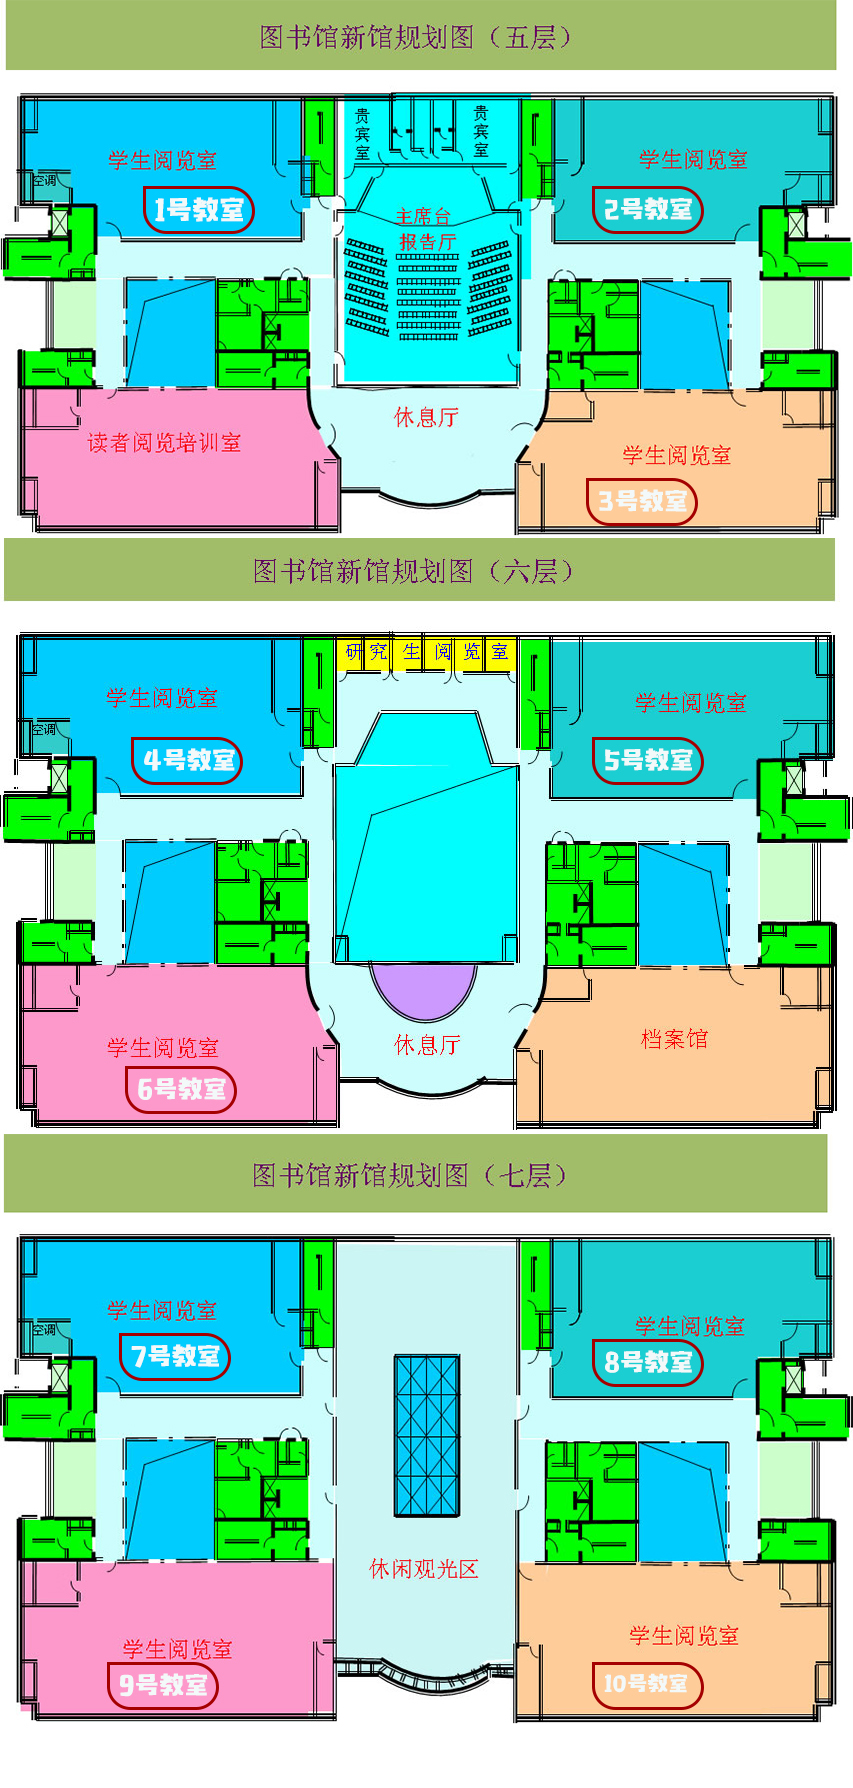 图书馆新馆规划图（五层）
贵宾室
贵宾室
学生阅览室
学生阅览室
空调
1号教室
2号教室
主席台
报告厅
休息厅
读者阅览培训室
学生阅览室
3号教室
图书馆新馆规划图（六层）
研究生阅览室
学生阅览室
学生阅览室
空调
4号教室
5号教室
学生阅览室
休息厅
档案馆
6号教室
图书馆新馆规划图（七层）
学生阅览室
学生阅览室
空调
7号教室
8号教室
休闲观光区
学生阅览室
学生阅览室
9号教室
10号教室